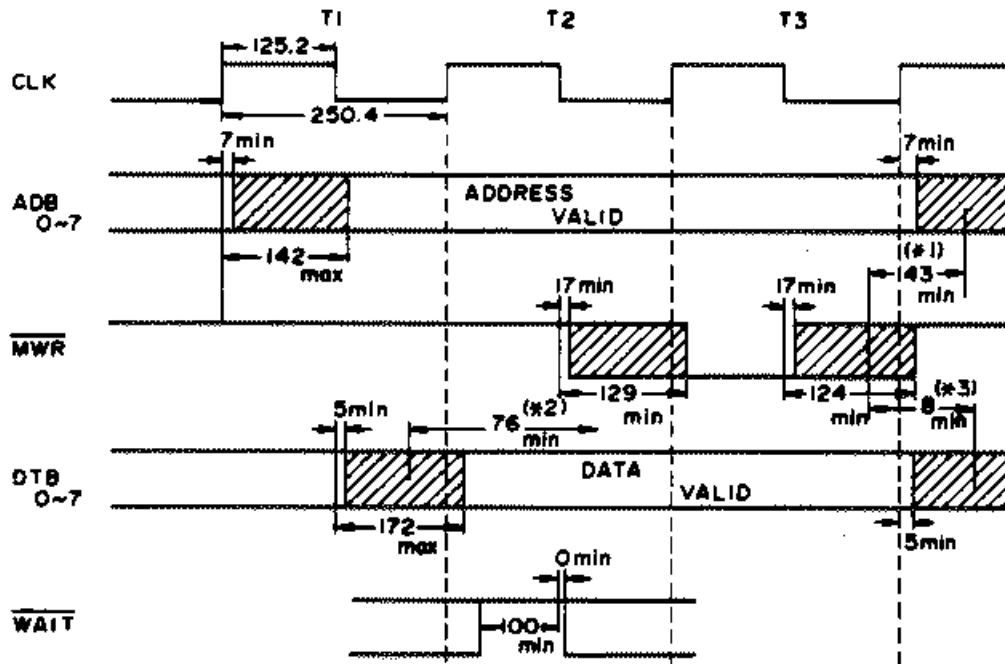 T1 T2 T3
125.2
CLK
250.4
7min 7min
ADB
0~7
ADDRESS
VALID
142 max
(*1)
43 min
17min 17min
MWR
129 min
124 min
(*3)
8 min
5min
76 (*2)
min
DTB
0~7
DATA
VALID
172 max
5min
0min
WAIT
100
min